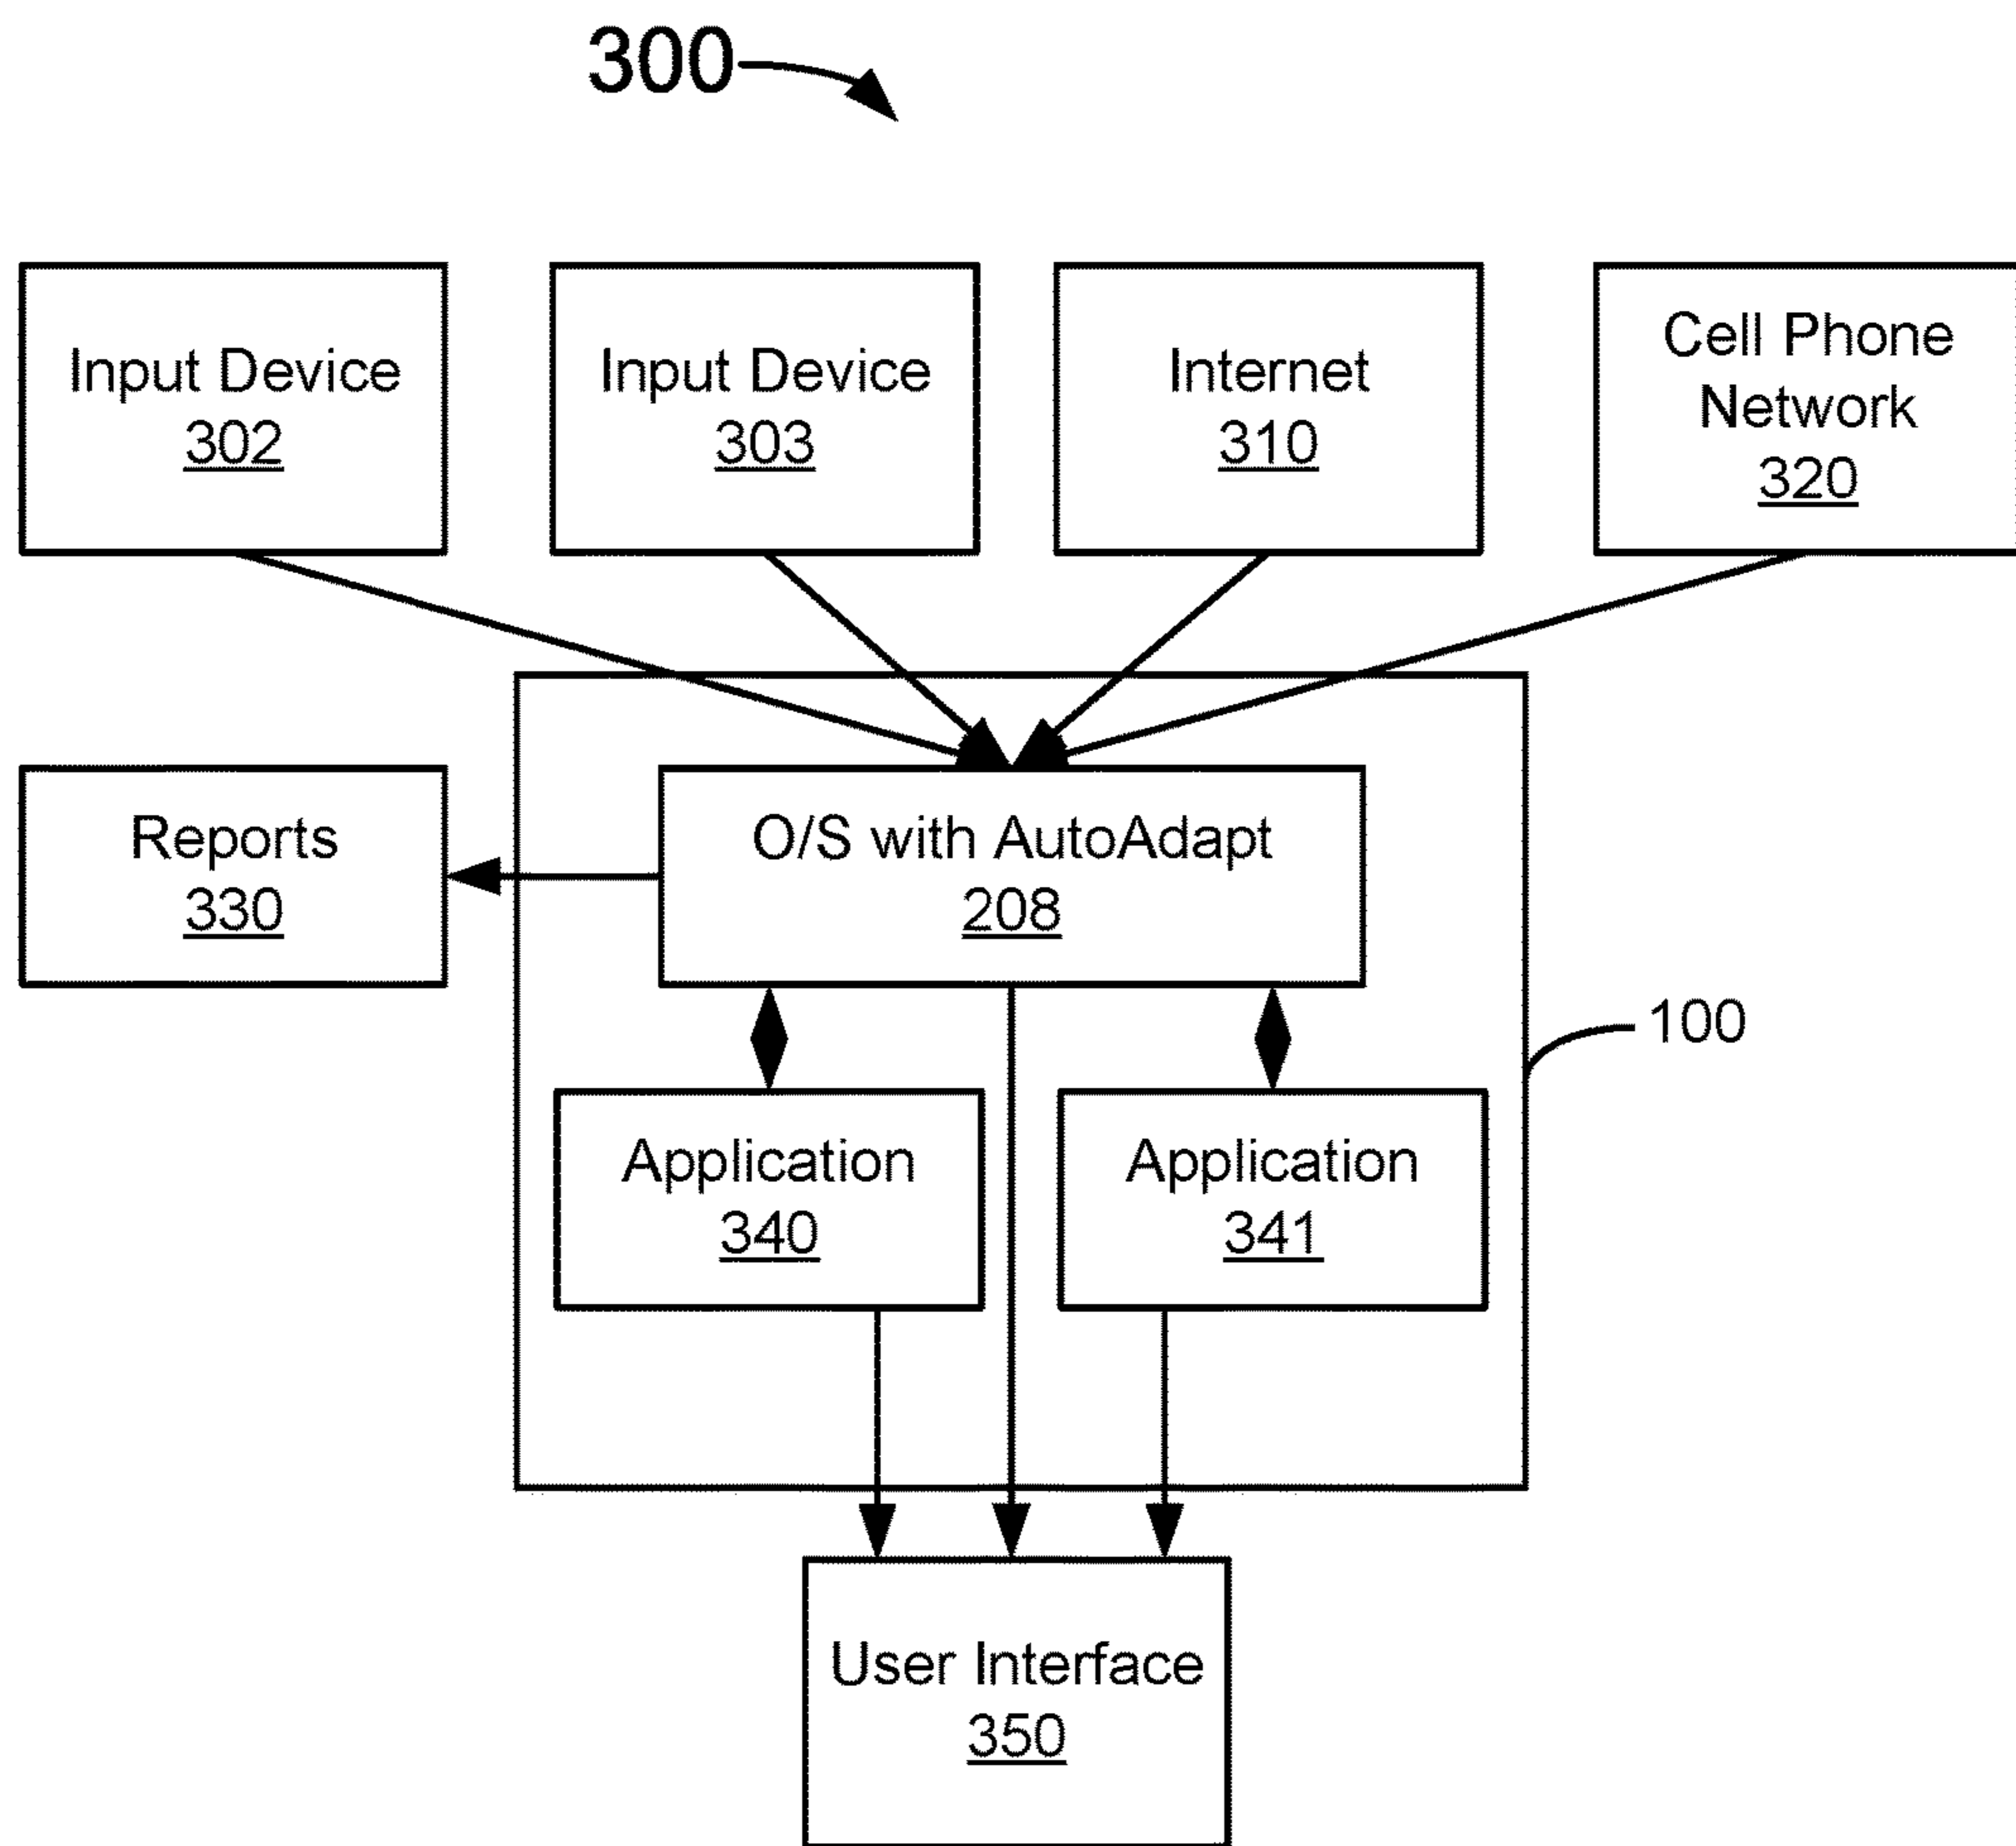 300
Input Device
302
Input Device
303
Internet
310
Cell Phone
Network
320
Reports
330
O/S with AutoAdapt
208
100
Application
340
Application
341
User Interface
350